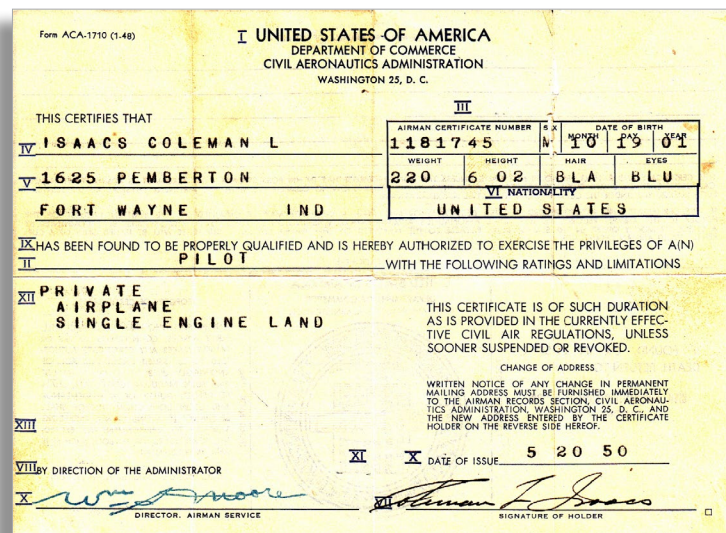 Form ACA-1710 (1-48)
I UNITED STATES OF AMERICA
DEPARTMENT OF COMMERCE
CIVIL AERONAUTICS ADMINISTRATION
WASHINGTON 25, D. C.
THIS CERTIFIES THAT
III
AIRMAN CERTIFICATE NUMBER SEX DATE OF BIRTH
MONTH DAY YEAR
IV ISAACS COLEMAN L 1181745 M 10 19 01
WEIGHT HEIGHT HAIR EYES
V 1625 PEMBERTON 220 6 02 BLA BLU
VI NATIONALITY
FORT WAYNE IND UNITED STATES
IX HAS BEEN FOUND TO BE PROPERLY QUALIFIED AND IS HEREBY AUTHORIZED TO EXERCISE THE PRIVILEGES OF A(N)
II PILOT WITH THE FOLLOWING RATINGS AND LIMITATIONS
XII PRIVATE
AIRPLANE
SINGLE ENGINE LAND
THIS CERTIFICATE IS OF SUCH DURATION
AS IS PROVIDED IN THE CURRENTLY EFFEC-
TIVE CIVIL AIR REGULATIONS, UNLESS
SOONER SUSPENDED OR REVOKED.
CHANGE OF ADDRESS
WRITTEN NOTICE OF ANY CHANGE IN PERMANENT
MAILING ADDRESS MUST BE FURNISHED IMMEDIATELY
TO THE AIRMAN RECORDS SECTION, CIVIL AERONAU-
TICS ADMINISTRATION, WASHINGTON 25, D. C., AND
THE NEW ADDRESS ENTERED BY THE CERTIFICATE
HOLDER ON THE REVERSE SIDE HEREOF.
XIII
XI X DATE OF ISSUE 5 20 50
VIII BY DIRECTION OF THE ADMINISTRATOR
X Wm S Moore VII Coleman L Isaacs
DIRECTOR, AIRMAN SERVICE SIGNATURE OF HOLDER